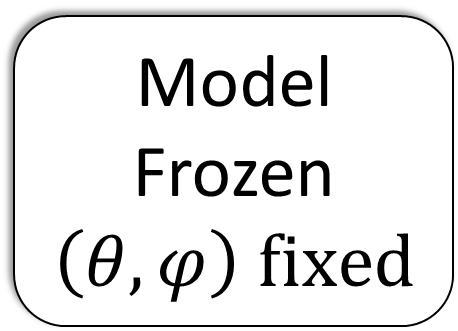 Model
Frozen
(θ, φ) fixed